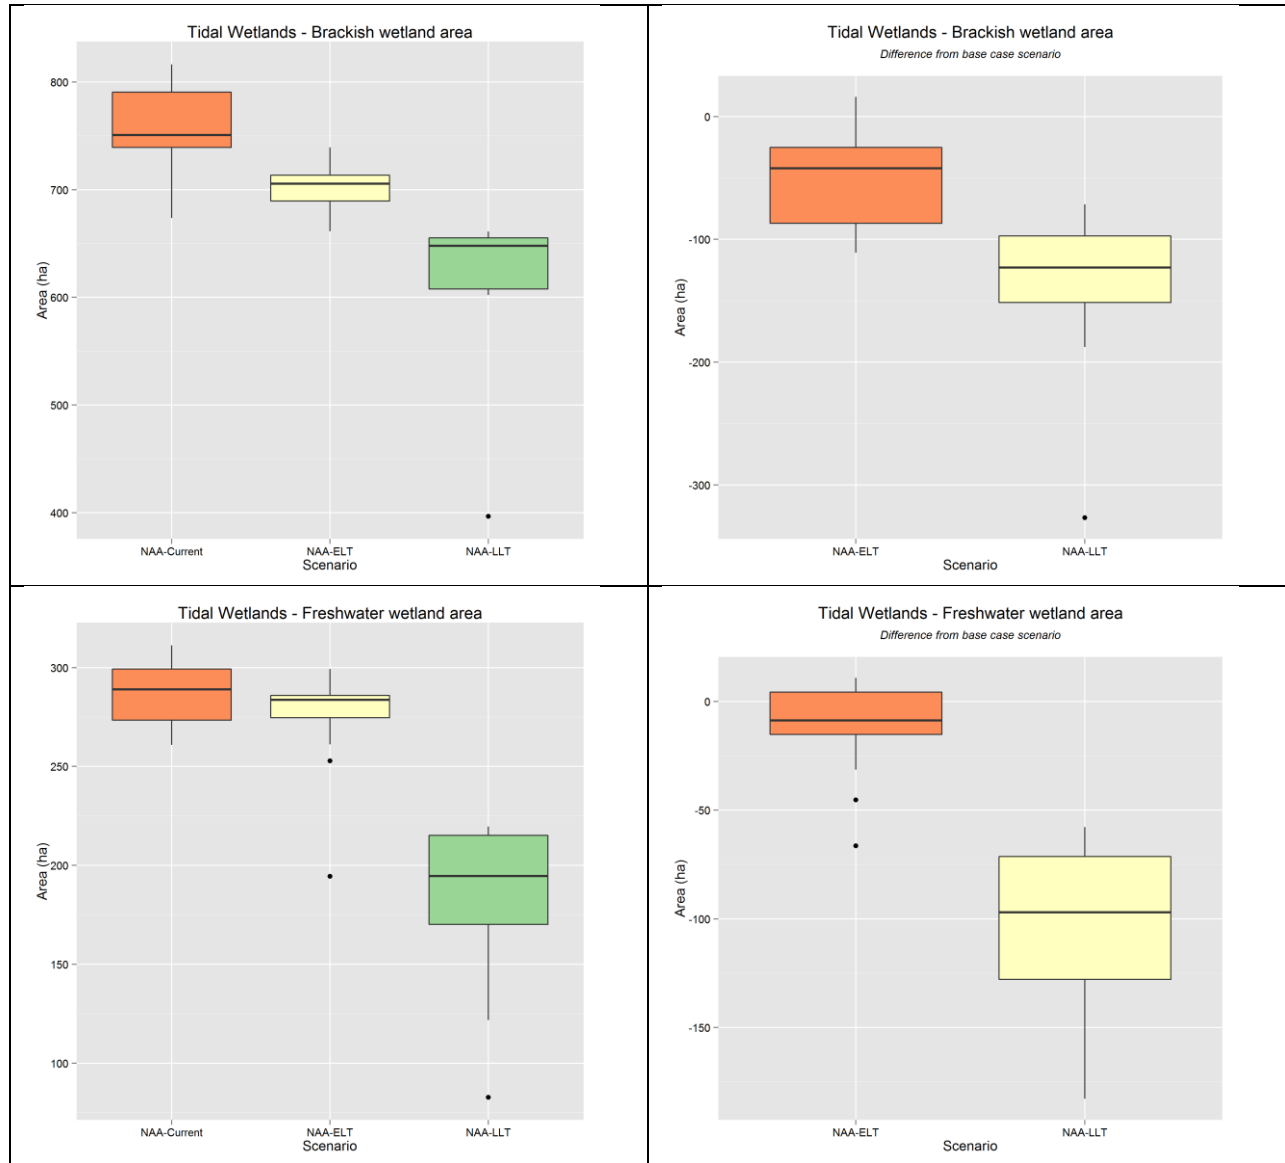 Tidal Wetlands - Brackish wetland area
800
700
600
500
400
Area (ha)
NAA-Current NAA-ELT NAA-LLT
Scenario
Tidal Wetlands - Brackish wetland area
Difference from base case scenario
0
-100
-200
-300
Area (ha)
NAA-ELT NAA-LLT
Scenario
Tidal Wetlands - Freshwater wetland area
300
250
200
150
100
Area (ha)
NAA-Current NAA-ELT NAA-LLT
Scenario
Tidal Wetlands - Freshwater wetland area
Difference from base case scenario
0
-50
-100
-150
Area (ha)
NAA-ELT NAA-LLT
Scenario